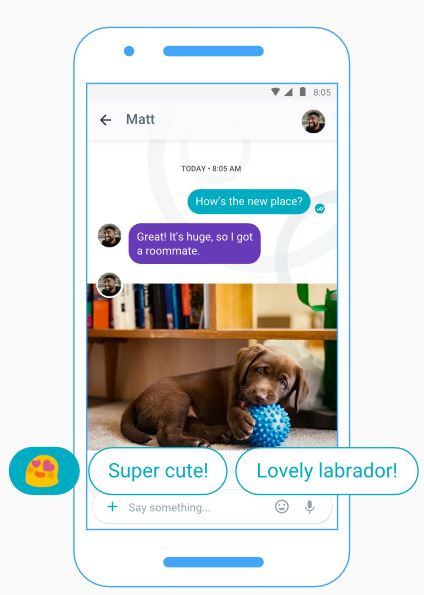 8:05
Matt
TODAY • 8:05 AM
How's the new place?
Great! It's huge, so I got
a roommate.
Super cute!
Lovely labrador!
Say something...